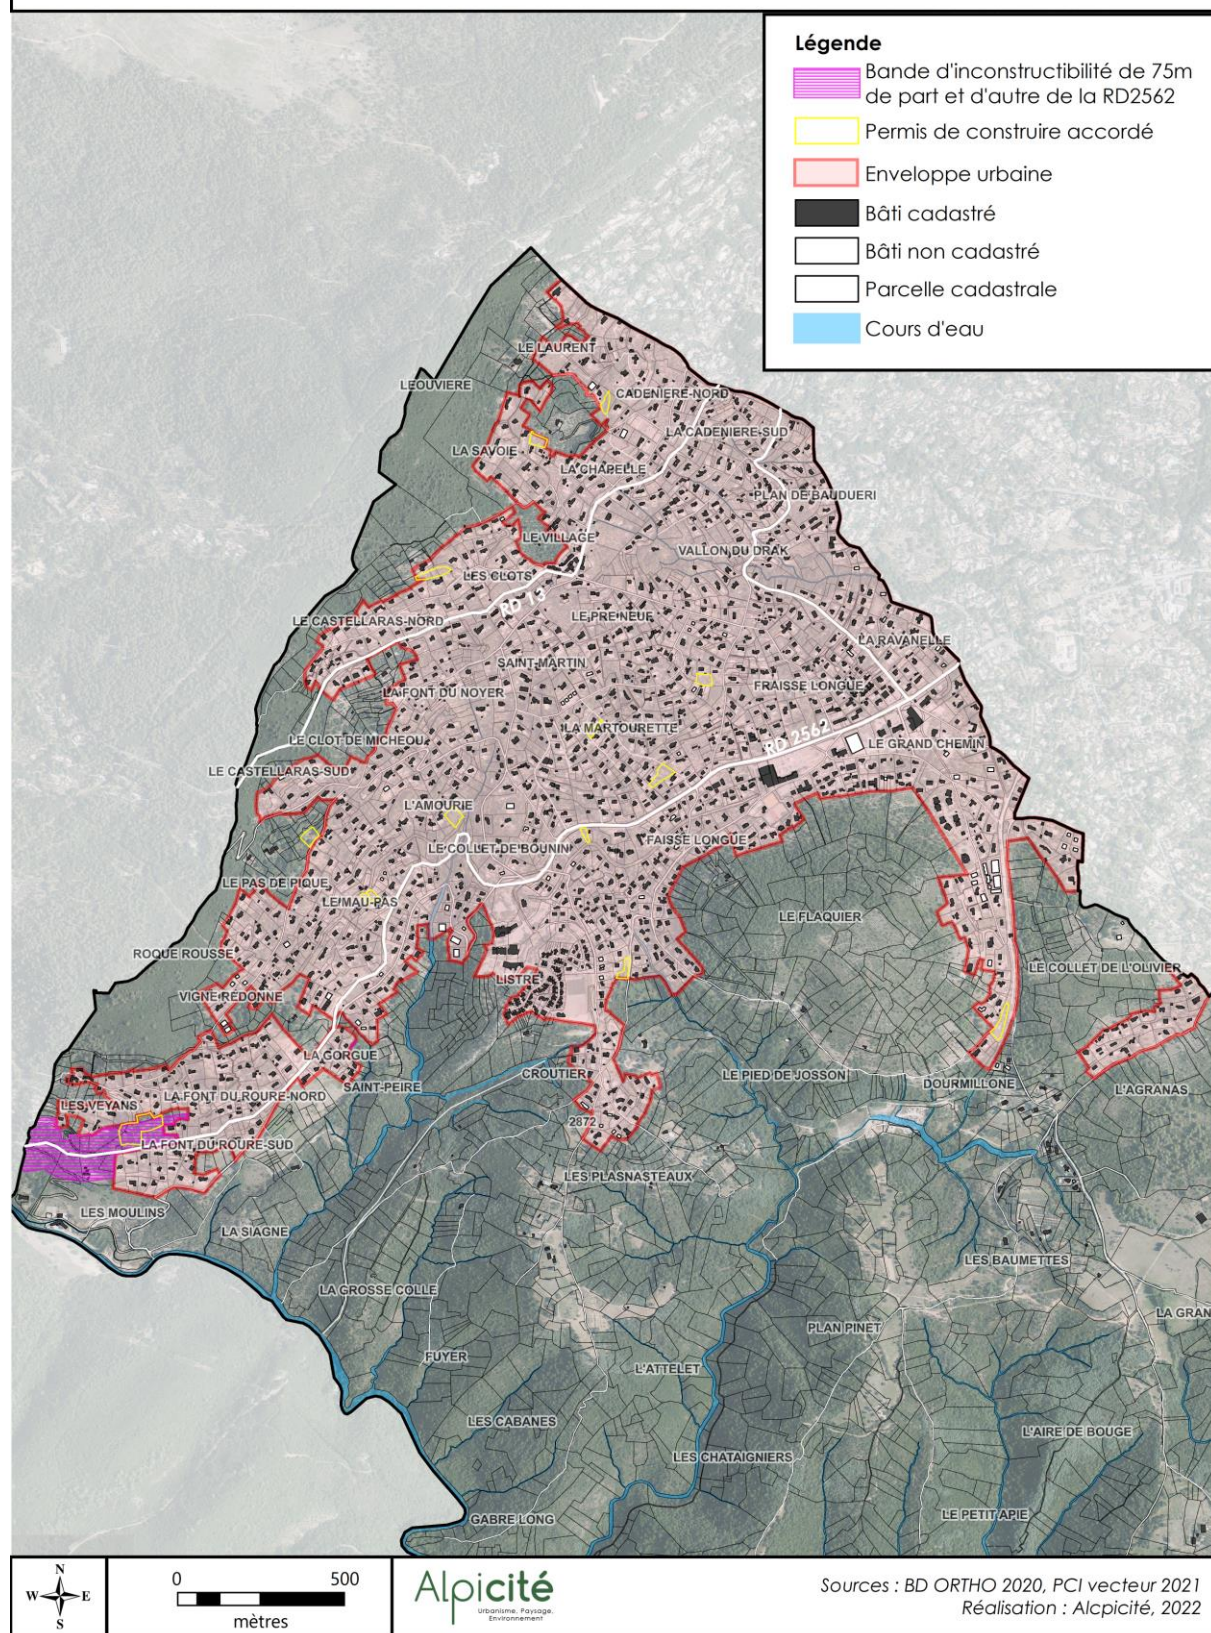 Légende
Bande d'inconstructibilité de 75m
de part et d'autre de la RD2562
Permis de construire accordé
Enveloppe urbaine
Bâti cadastré
Bâti non cadastré
Parcelle cadastrale
Cours d'eau
LE LAURENT
LEOUVIERE
CADENIERE-NORD
LA CADENIERE-SUD
LA SAVOIE
LA CHAPELLE
PLAN DE BAUDUERI
LE VILLAGE
VALLON DU DRAK
LES CLOTS
RD 13
LE CASTELLARAS-NORD
LE PRE NEUF
LA RAVANELLE
SAINT-MARTIN
LA FONT DU NOYER
FRAISSE LONGUE
LA MARTOURETTE
RD 2562
LE CLOT DE MICHEOU
LE GRAND CHEMIN
LE CASTELLARAS-SUD
L'AMOURIE
LE COLLET DE BOUNIN
FAISSE LONGUE
LE PAS DE PIQUE
LE MAU-PAS
LE FLAQUIER
ROQUE ROUSSE
LE COLLET DE L'OLIVIER
LISTRE
VIGNE REDONNE
LA GORGUE
SAINT-PEIRE
CROUTIER
LE PIED DE JOSSON
DOURMILLONE
L'AGRANAS
LES VEYANS
LA FONT DU ROURE-NORD
2872
LA FONT DU ROURE-SUD
LES PLASNASTEAUX
LES MOULINS
LA SIAGNE
LES BAUMETTES
LA GROSSE COLLE
LA GRAN
PLAN PINET
FUYER
L'ATTELET
LES CABANES
L'AIRE DE BOUGE
LES CHATAIGNIERS
GABRE LONG
LE PETIT APIE
N
W E
S
0 500
mètres
Alpicité
Urbanisme, Paysage,
Environnement
Sources : BD ORTHO 2020, PCI vecteur 2021
Réalisation : Alcpicité, 2022